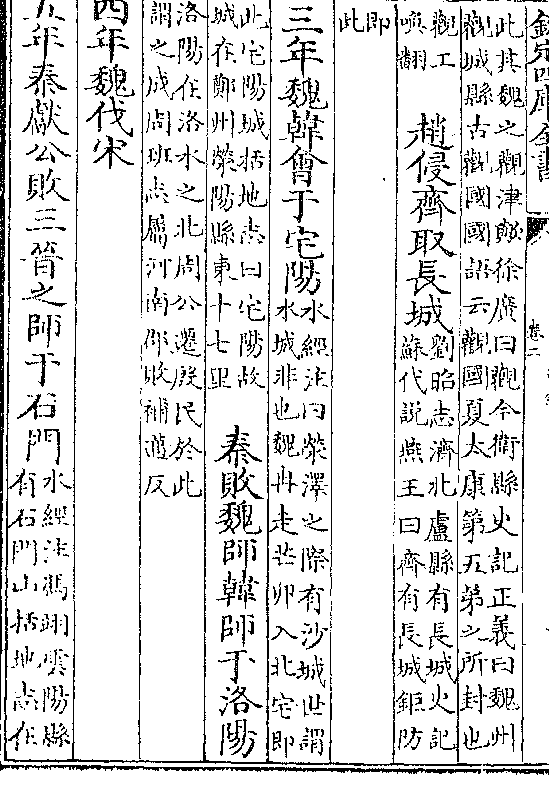 欽定四庫全書
卷二
此其魏之觀津歟徐廣曰觀今衛縣史記正義曰魏州
觀城縣古觀國國語云觀國夏太康第五弟之所封也
觀工
喚翻
趙侵齊取長城
劉昭志濟北盧縣有長城史記
蘇代說燕王曰齊有長城鉅防
即
此
三年魏韓會于宅陽
水經注曰滎澤之際有沙城世謂
水城非也魏冉走芒卯入北宅即
此宅陽城括地志曰宅陽故
城在鄭州滎陽縣東十七里
秦敗魏師韓師于洛陽
洛陽在洛水之北周公遷殷民於此
謂之成周班志屬河南郡敗補邁反
四年魏伐宋
五年秦獻公敗三晉之師于石門
水經注馮翊雲陽縣
有石門山括地志在